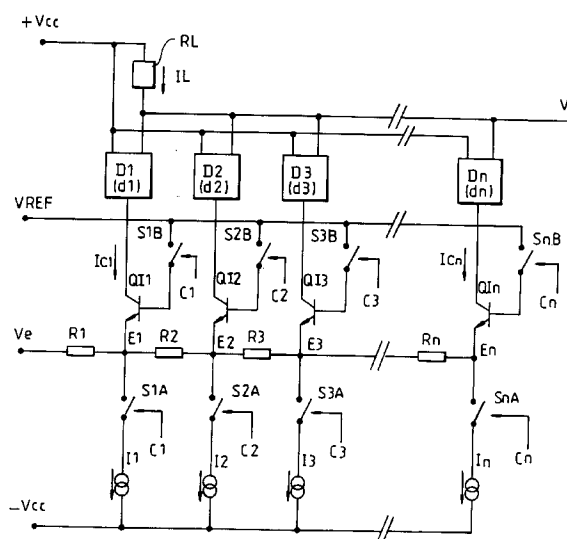 +Vcc
RL
IL
V
D1 D2 D3 Dn
(d1) (d2) (d3) (dn)
VREF
S1B S2B S3B SnB
Ic1 Icn
C1 C2 C3 Cn
QI1 QI2 QI3 QIn
Ve R1 E1 R2 E2 R3 E3 Rn En
S1A S2A S3A SnA
I1 C1 I2 C2 I3 C3 In Cn
_Vcc